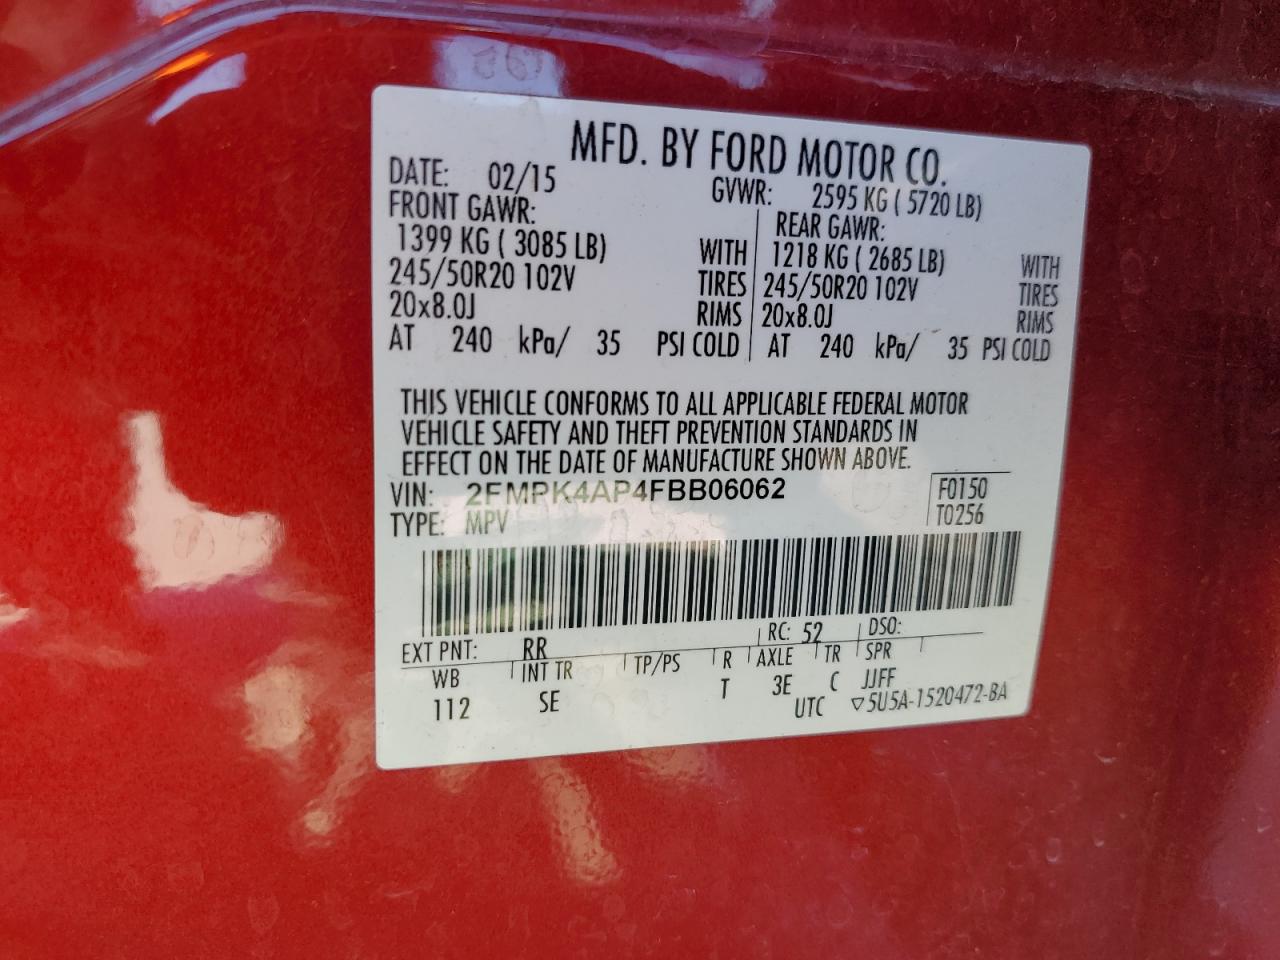 MFD. BY FORD MOTOR CO.
DATE: 02/15 GVWR: 2595 KG ( 5720 LB)
FRONT GAWR: REAR GAWR:
1399 KG ( 3085 LB) WITH 1218 KG ( 2685 LB) WITH
245/50R20 102V TIRES 245/50R20 102V TIRES
20x8.0J RIMS 20x8.0J RIMS
AT 240 kPa/ 35 PSI COLD AT 240 kPa/ 35 PSI COLD
THIS VEHICLE CONFORMS TO ALL APPLICABLE FEDERAL MOTOR
VEHICLE SAFETY AND THEFT PREVENTION STANDARDS IN
EFFECT ON THE DATE OF MANUFACTURE SHOWN ABOVE.
VIN: 2FMPK4AP4FBB06062 F0150
TYPE: MPV T0256
EXT PNT: RR RC: 52 DSO:
WB INT TR TP/PS R AXLE TR SPR
112 SE T 3E C JJFF
UTC ▽5U5A-1520472-BA